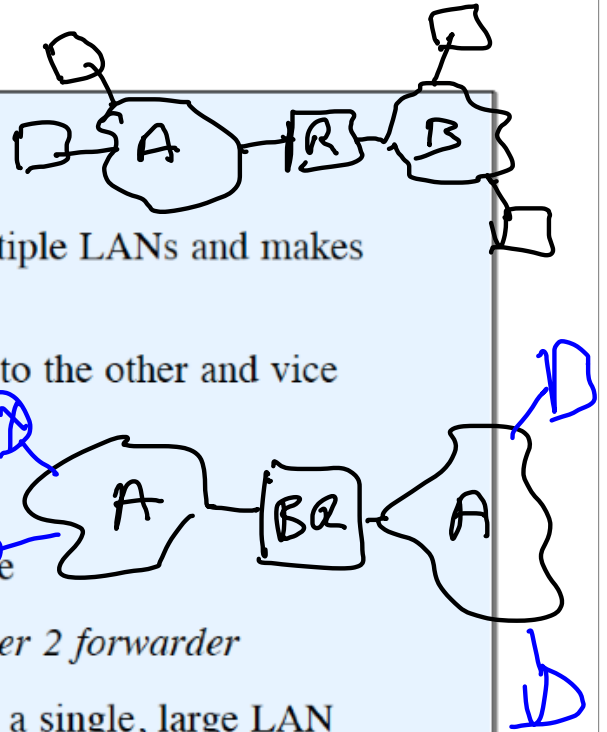 A R B
tiple LANs and makes
to the other and vice
A BR A
e
er 2 forwarder
a single, large LAN